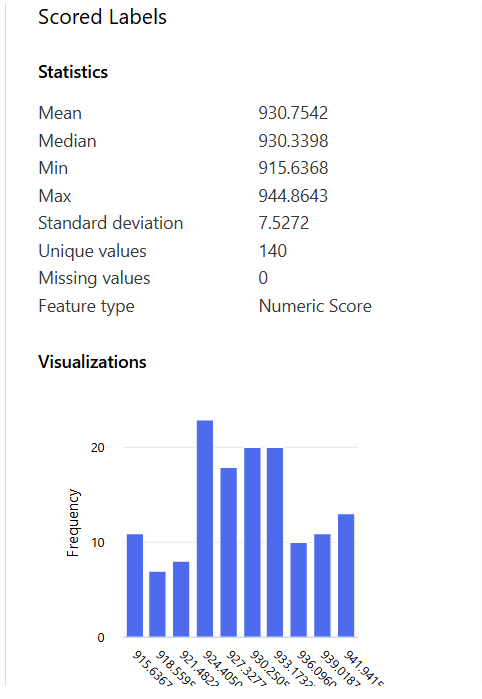 Scored Labels
Statistics
Mean 930.7542
Median 930.3398
Min 915.6368
Max 944.8643
Standard deviation 7.5272
Unique values 140
Missing values 0
Feature type Numeric Score
Visualizations
20
Frequency
10
0
915.6367 918.5595 921.4822 924.4050 927.3277 930.2505 933.1732 936.0960 939.0187 941.9415